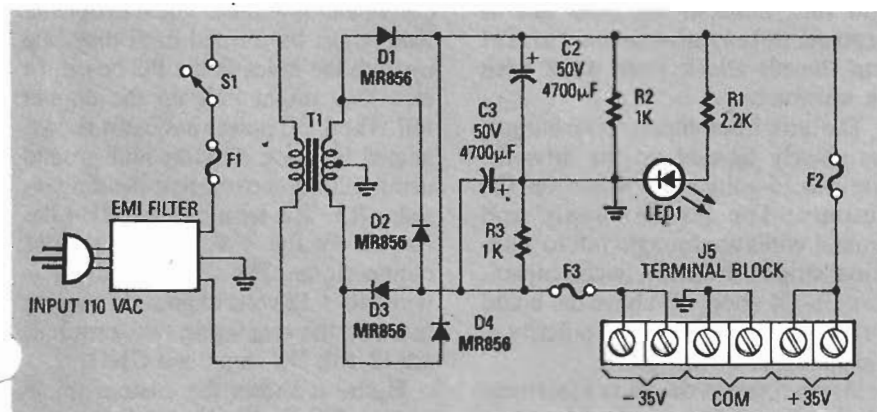 D1
MR856
S1
F1
T1
C2
50V
4700µF
C3
50V
4700µF
R2
1K
R1
2.2K
LED1
F2
EMI FILTER
D2
MR856
R3
1K
D3
MR856
D4
MR856
F3
J5
TERMINAL BLOCK
INPUT 110 VAC
− 35V
COM
+ 35V